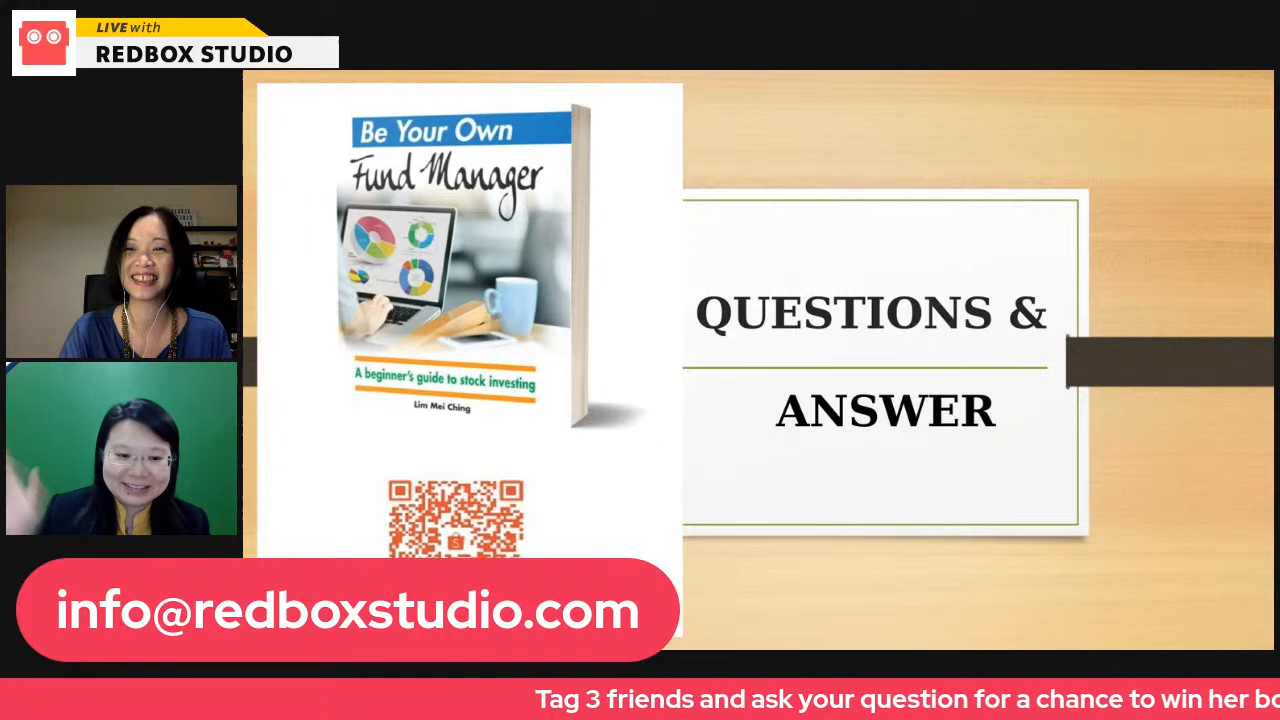 LIVE with
REDBOX STUDIO
Be Your Own
Fund Manager
A beginner's guide to stock investing
Lim Mei Ching
QUESTIONS &
ANSWER
info@redboxstudio.com
Tag 3 friends and ask your question for a chance to win her